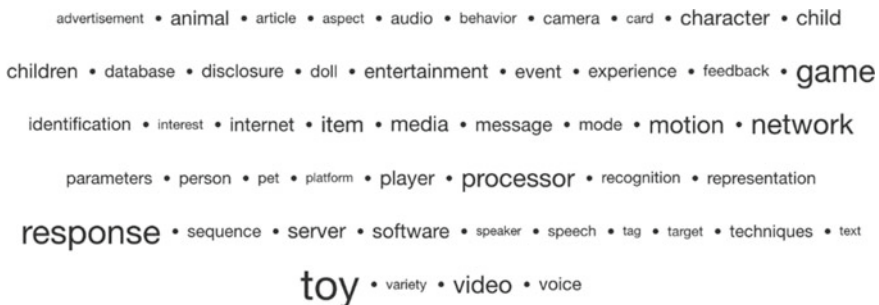 advertisement • animal • article • aspect • audio • behavior • camera • card • character • child
children • database • disclosure • doll • entertainment • event • experience • feedback • game
identification • interest • internet • item • media • message • mode • motion • network
parameters • person • pet • platform • player • processor • recognition • representation
response • sequence • server • software • speaker • speech • tag • target • techniques • text
toy • variety • video • voice